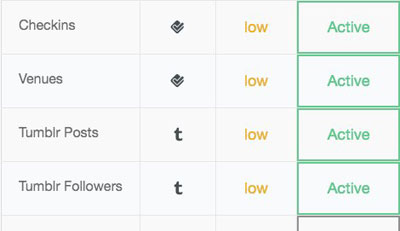 Checkins low Active
Venues low Active
Tumblr Posts t low Active
Tumblr Followers t low Active